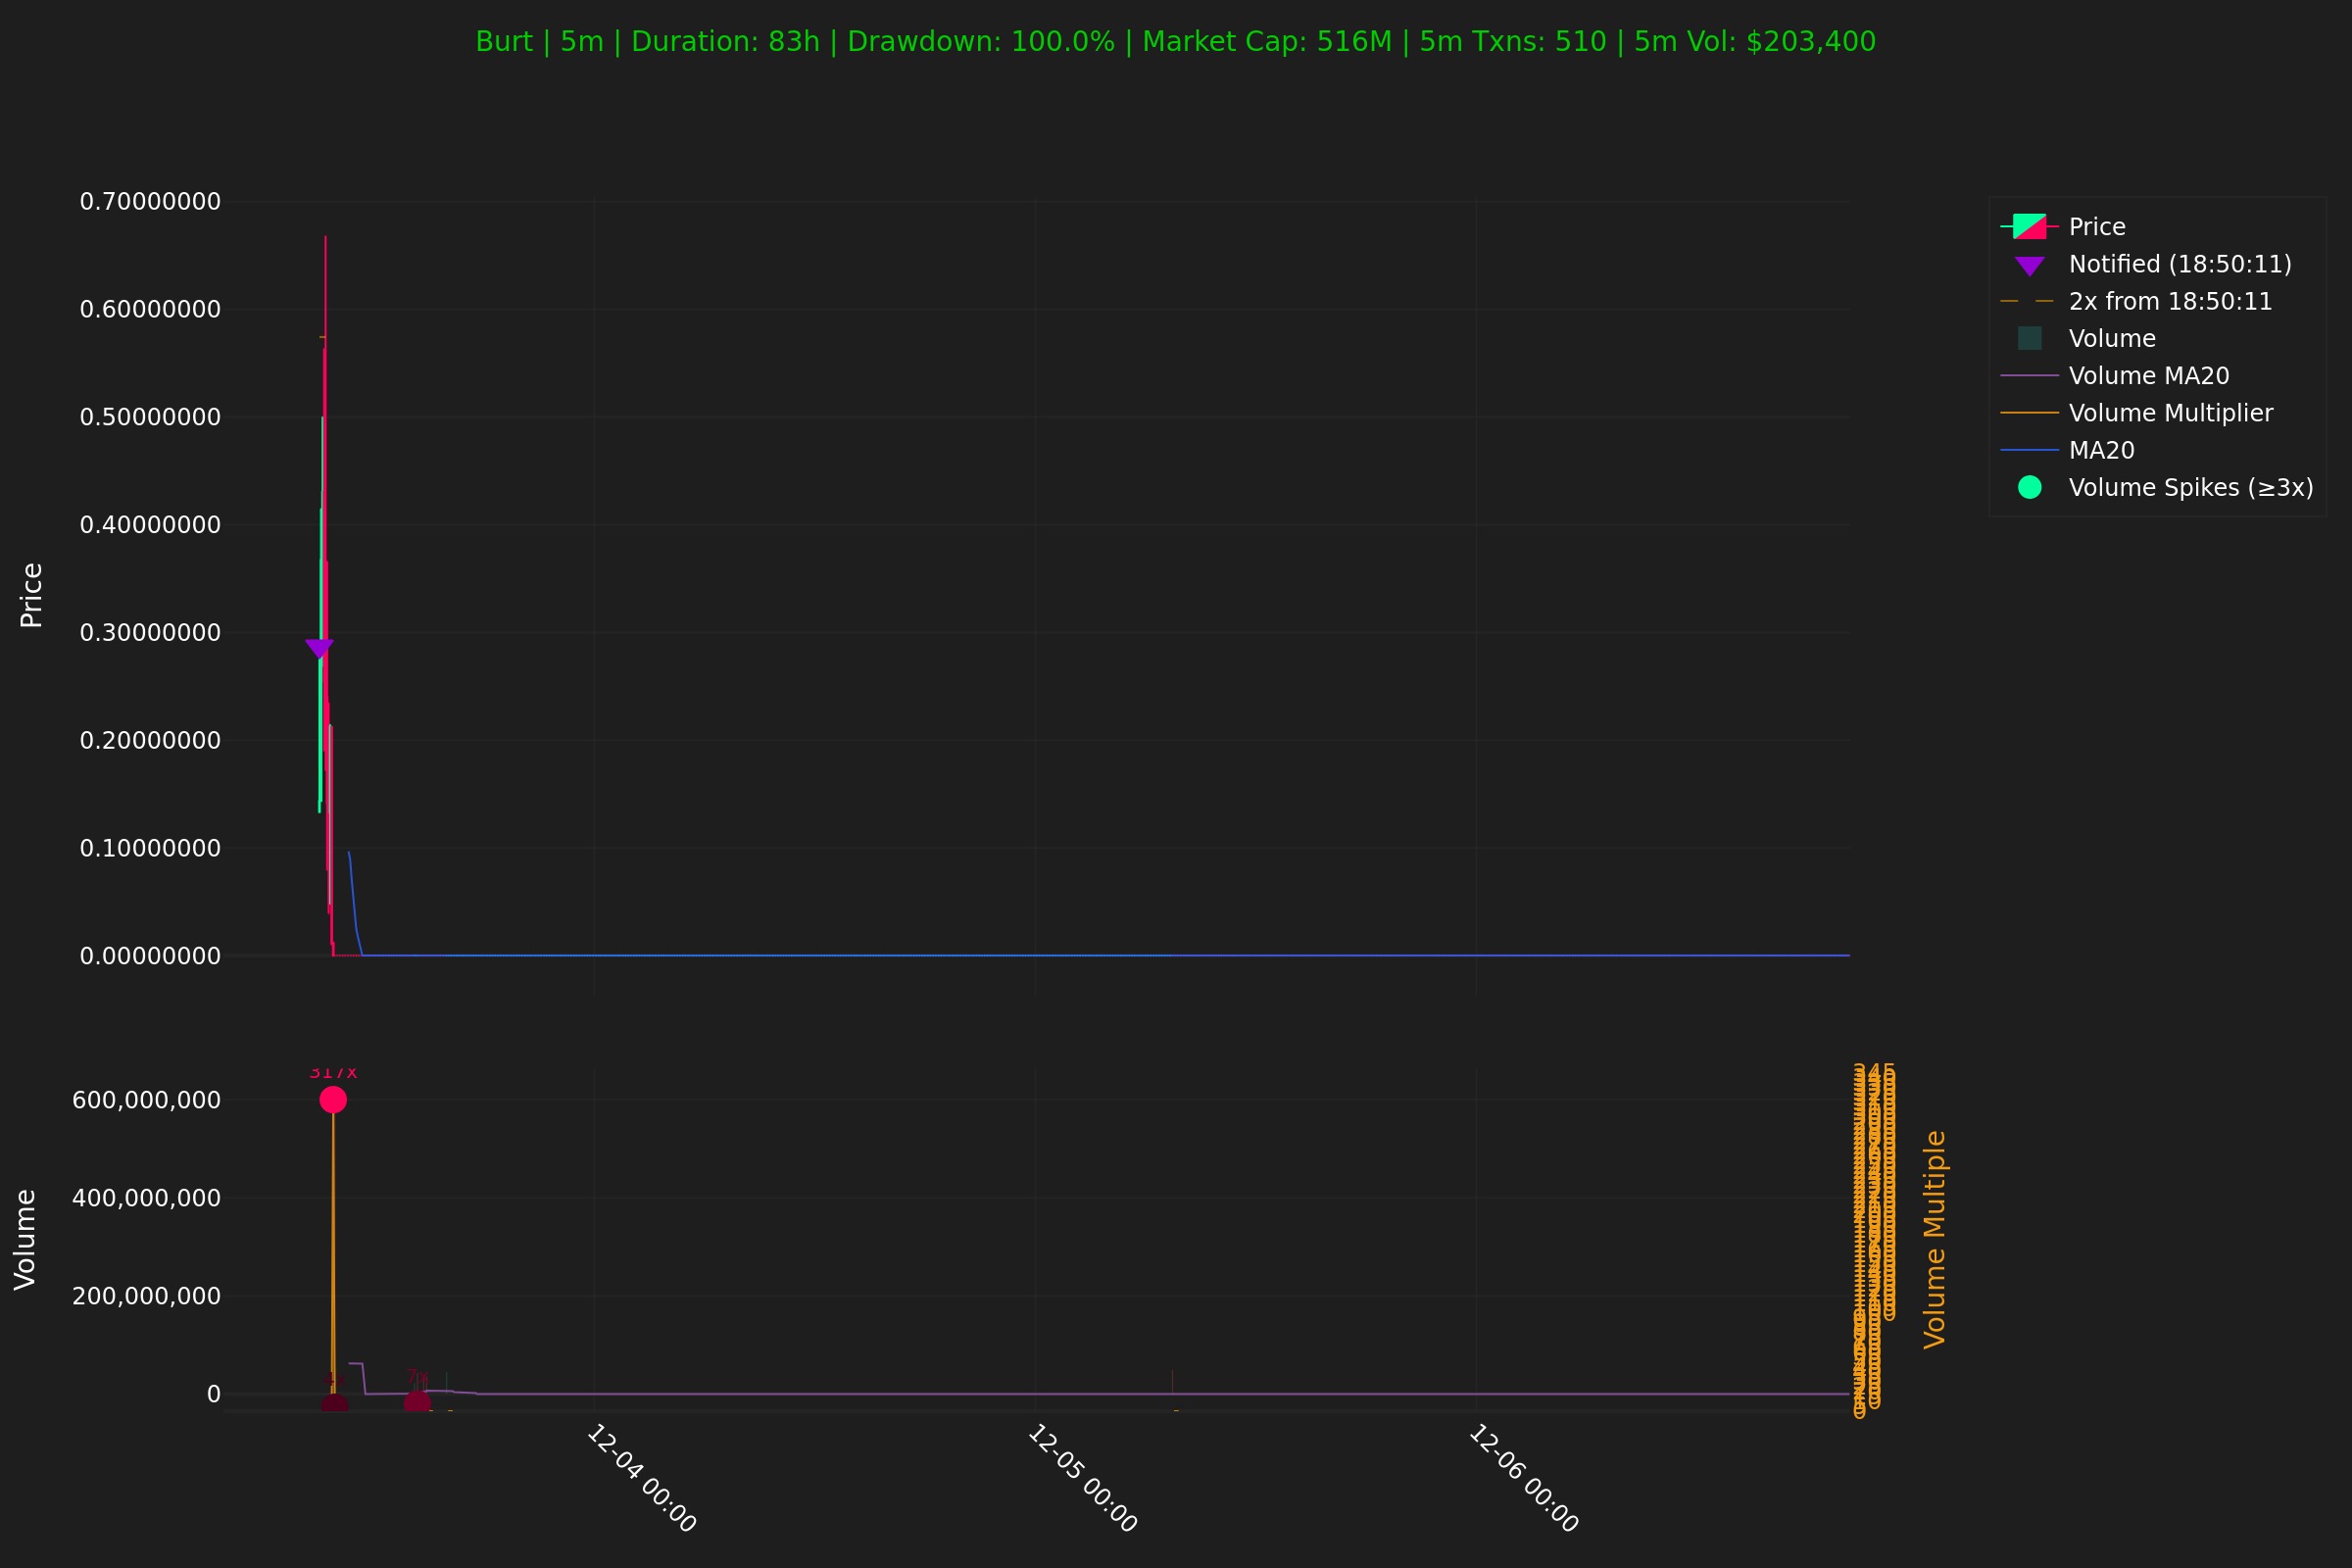 Burt | 5m | Duration: 83h | Drawdown: 100.0% | Market Cap: 516M | 5m Txns: 510 | 5m Vol: $203,400
0.70000000
0.60000000
0.50000000
0.40000000
0.30000000
0.20000000
0.10000000
0.00000000
Price
Price
Notified (18:50:11)
2x from 18:50:11
Volume
Volume MA20
Volume Multiplier
MA20
Volume Spikes (≥3x)
317x
7x
600,000,000
400,000,000
200,000,000
0
Volume
Volume Multiple
12-04 00:00
12-05 00:00
12-06 00:00